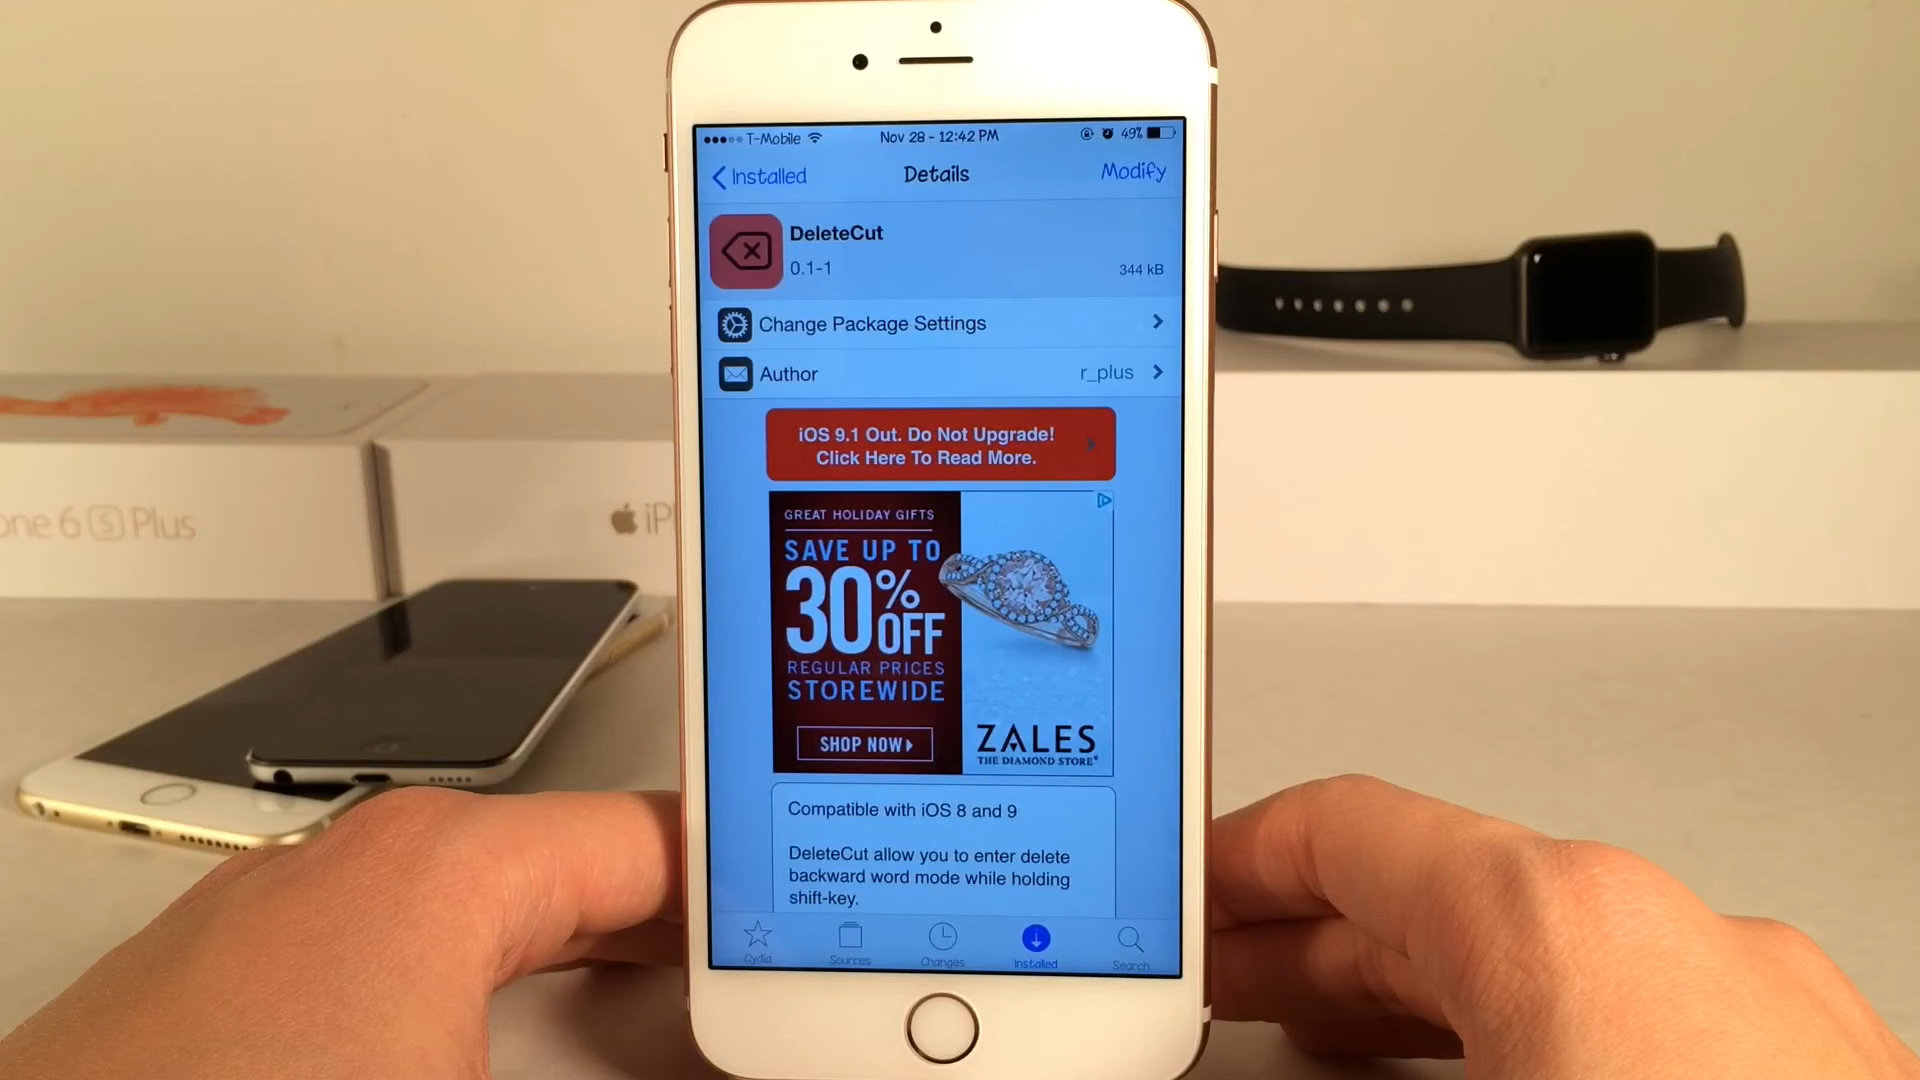 T-Mobile
Nov 28 - 12:42 PM
49%
Installed
Details
Modify
DeleteCut
0.1-1
344 kB
Change Package Settings
Author
r_plus
iOS 9.1 Out. Do Not Upgrade!
Click Here To Read More.
GREAT HOLIDAY GIFTS
SAVE UP TO
30% OFF
REGULAR PRICES
STOREWIDE
SHOP NOW
ZALES
THE DIAMOND STORE®
Compatible with iOS 8 and 9
DeleteCut allow you to enter delete
backward word mode while holding
shift-key.
Cydia
Sources
Changes
Installed
Search
one 6 S Plus
iP